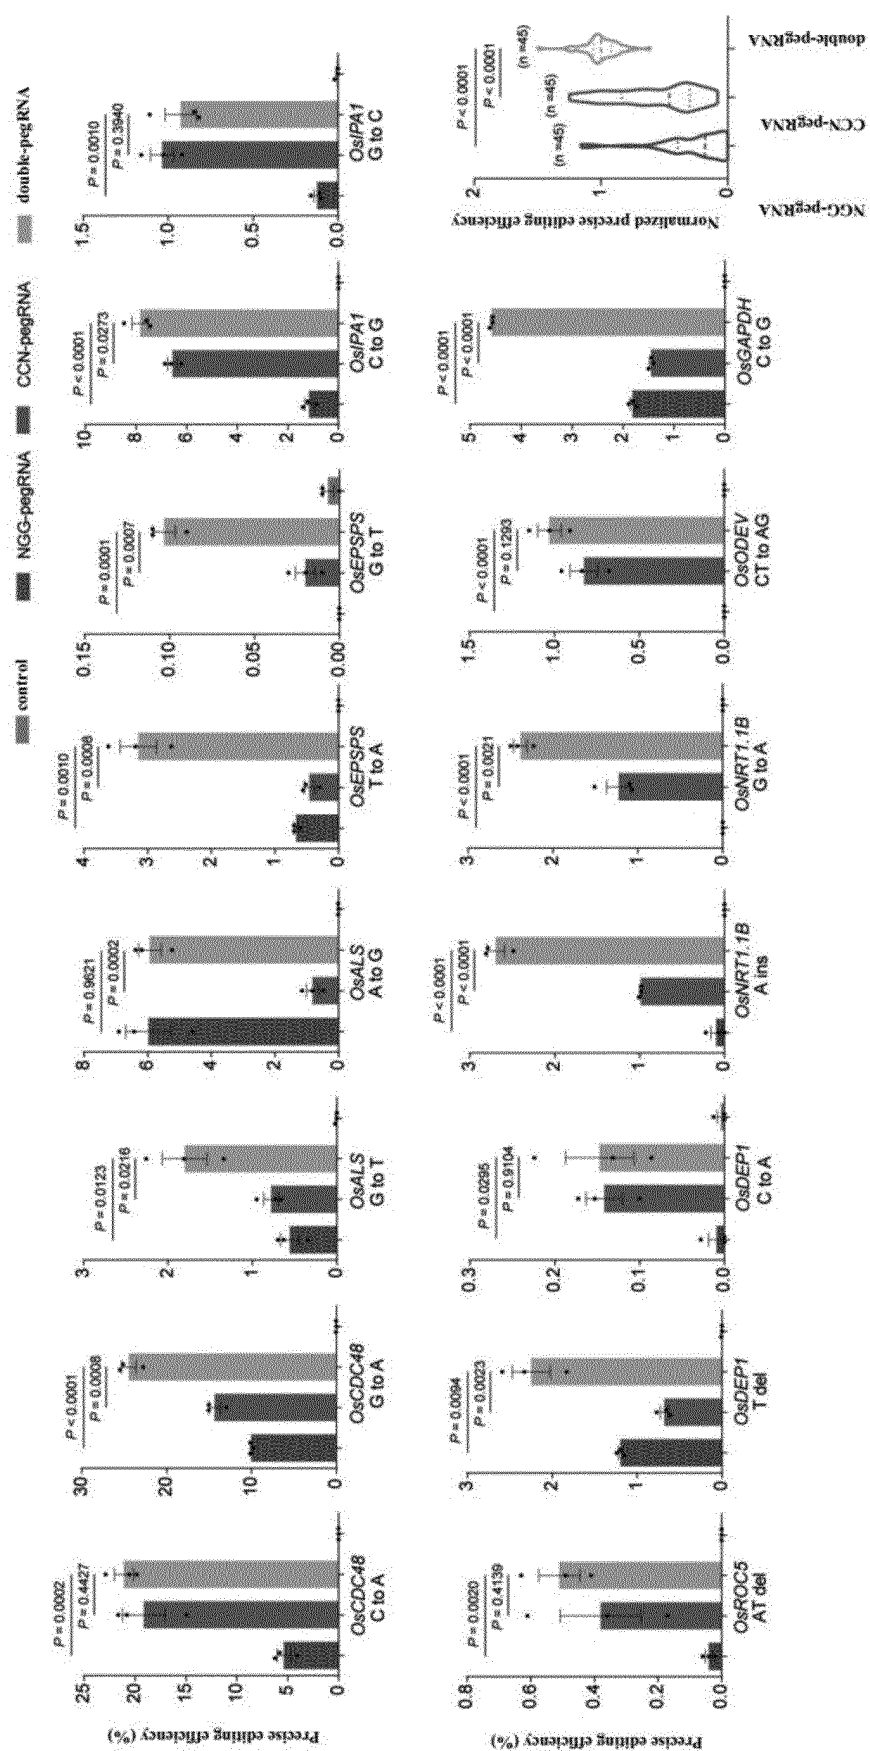 control NGG-pegRNA CCN-pegRNA double-pegRNA
Precise editing efficiency (%)
25
20
15
10
5
0
P = 0.0002
P = 0.4427
OsCDC48
C to A
30
20
10
0
P < 0.0001
P = 0.0008
OsCDC48
G to A
3
2
1
0
P = 0.0123
P = 0.0216
OsALS
G to T
8
6
4
2
0
P = 0.9621
P = 0.0002
OsALS
A to G
4
3
2
1
0
P = 0.0010
P = 0.0008
OsEPSPS
T to A
0.15
0.10
0.05
0.00
P = 0.0001
P = 0.0007
OsEPSPS
G to T
10
8
6
4
2
0
P < 0.0001
P = 0.0273
OsIPA1
C to G
1.5
1.0
0.5
0.0
P = 0.0010
P = 0.3940
OsIPA1
G to C
Precise editing efficiency (%)
0.8
0.6
0.4
0.2
0.0
P = 0.0020
P = 0.4139
OsROC5
AT del
3
2
1
0
P = 0.0094
P = 0.0023
OsDEP1
T del
0.3
0.2
0.1
0.0
P = 0.0295
P = 0.9104
OsDEP1
C to A
3
2
1
0
P < 0.0001
P < 0.0001
OsNRT1.1B
A ins
3
2
1
0
P < 0.0001
P = 0.0021
OsNRT1.1B
G to A
1.5
1.0
0.5
0.0
P < 0.0001
P = 0.1293
OsODEV
CT to AG
5
4
3
2
1
0
P < 0.0001
P < 0.0001
OsGAPDH
C to G
Normalized precise editing efficiency
2
1
0
P < 0.0001
P < 0.0001
(n =45)
(n =45)
(n =45)
NGG-pegRNA
CCN-pegRNA
double-pegRNA